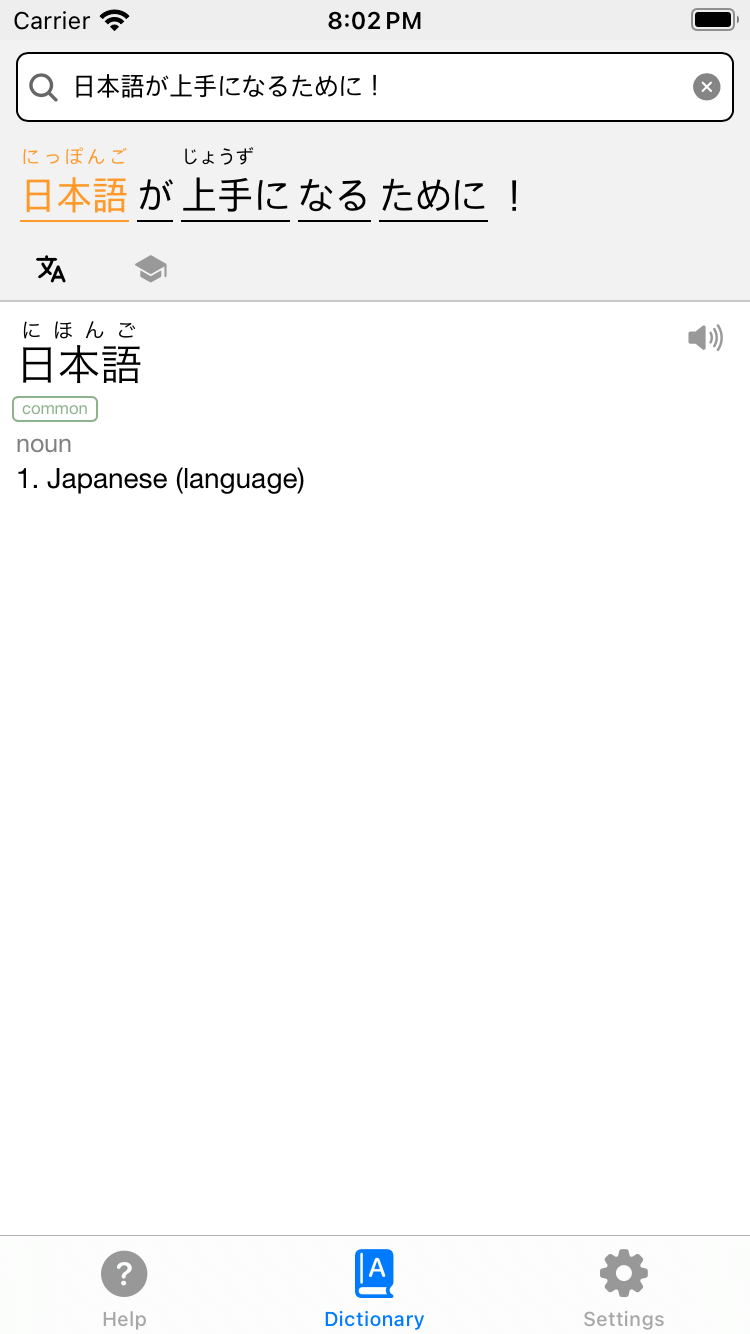 Carrier 8:02 PM
日本語が上手になるために！
にっぽんご じょうず
日本語 が 上手に なる ために ！
にほんご
日本語
common
noun
1. Japanese (language)
Help Dictionary Settings